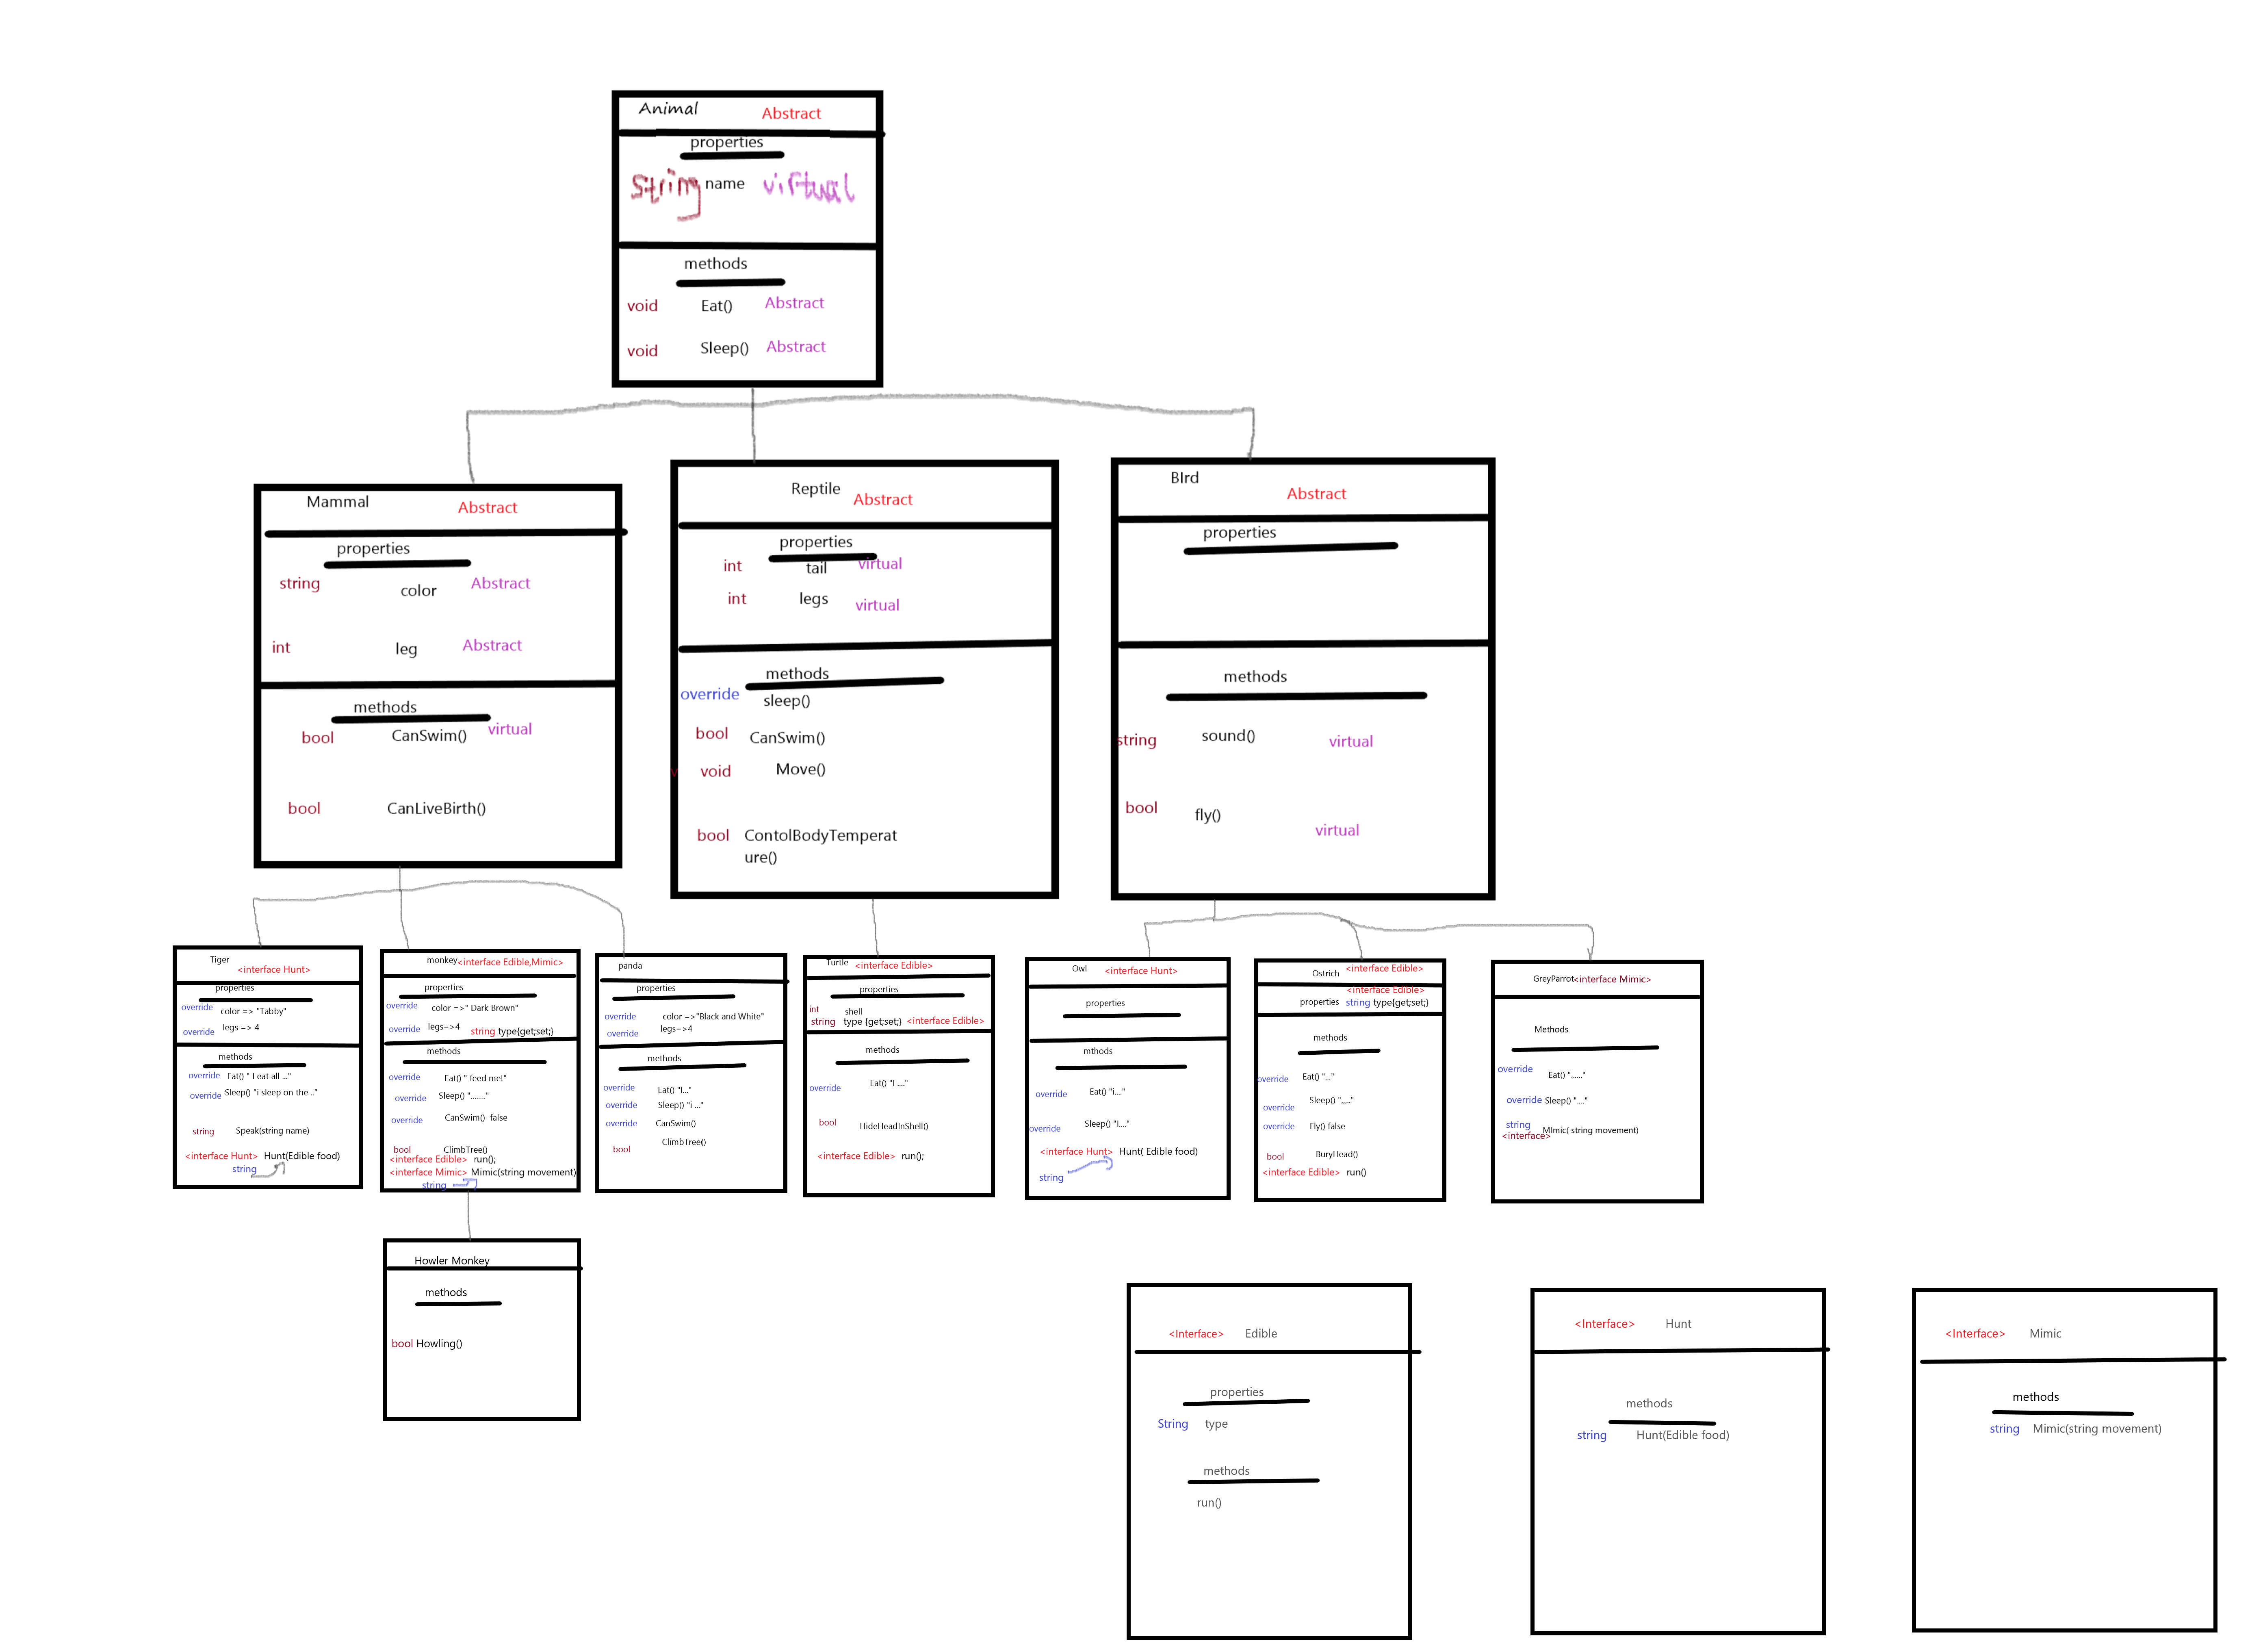 Animal Abstract
properties
String name virtual
methods
void Eat() Abstract
void Sleep() Abstract
Mammal Abstract
properties
string color Abstract
int leg Abstract
methods
bool CanSwim() virtual
bool CanLiveBirth()
Reptile Abstract
properties
int tail virtual
int legs virtual
methods
override sleep()
bool CanSwim()
v void Move()
bool ContolBodyTemperat
ure()
BIrd Abstract
properties
methods
string sound() virtual
bool fly() virtual
Tiger
<interface Hunt>
properties
override color => "Tabby"
override legs => 4
methods
override Eat() " I eat all ..."
override Sleep() "i sleep on the .."
string Speak(string name)
<interface Hunt> Hunt(Edible food)
string
monkey<interface Edible,Mimic>
properties
override color =>" Dark Brown"
override legs=>4 string type{get;set;}
methods
override Eat() " feed me!"
override Sleep() "........"
override CanSwim() false
bool ClimbTree()
<interface Edible> run();
<interface Mimic> Mimic(string movement)
string
panda
properties
override color =>"Black and White"
override legs=>4
methods
override Eat() "I..."
override Sleep() "i ..."
override CanSwim()
bool ClimbTree()
Turtle <interface Edible>
properties
int shell
string type {get;set;} <interface Edible>
methods
override Eat() "I ...."
bool HideHeadInShell()
<interface Edible> run();
Owl <interface Hunt>
properties
mthods
override Eat() "i...."
override Sleep() "I...."
<interface Hunt> Hunt( Edible food)
string
Ostrich <interface Edible>
<interface Edible>
properties string type{get;set;}
methods
override Eat() "..."
override Sleep() ",,,.."
override Fly() false
bool BuryHead()
<interface Edible> run()
GreyParrot<interface Mimic>
Methods
override Eat() "......"
override Sleep() "...."
string
<interface> MImic( string movement)
Howler Monkey
methods
bool Howling()
<Interface> Edible
properties
String type
methods
run()
<Interface> Hunt
methods
string Hunt(Edible food)
<Interface> Mimic
methods
string Mimic(string movement)